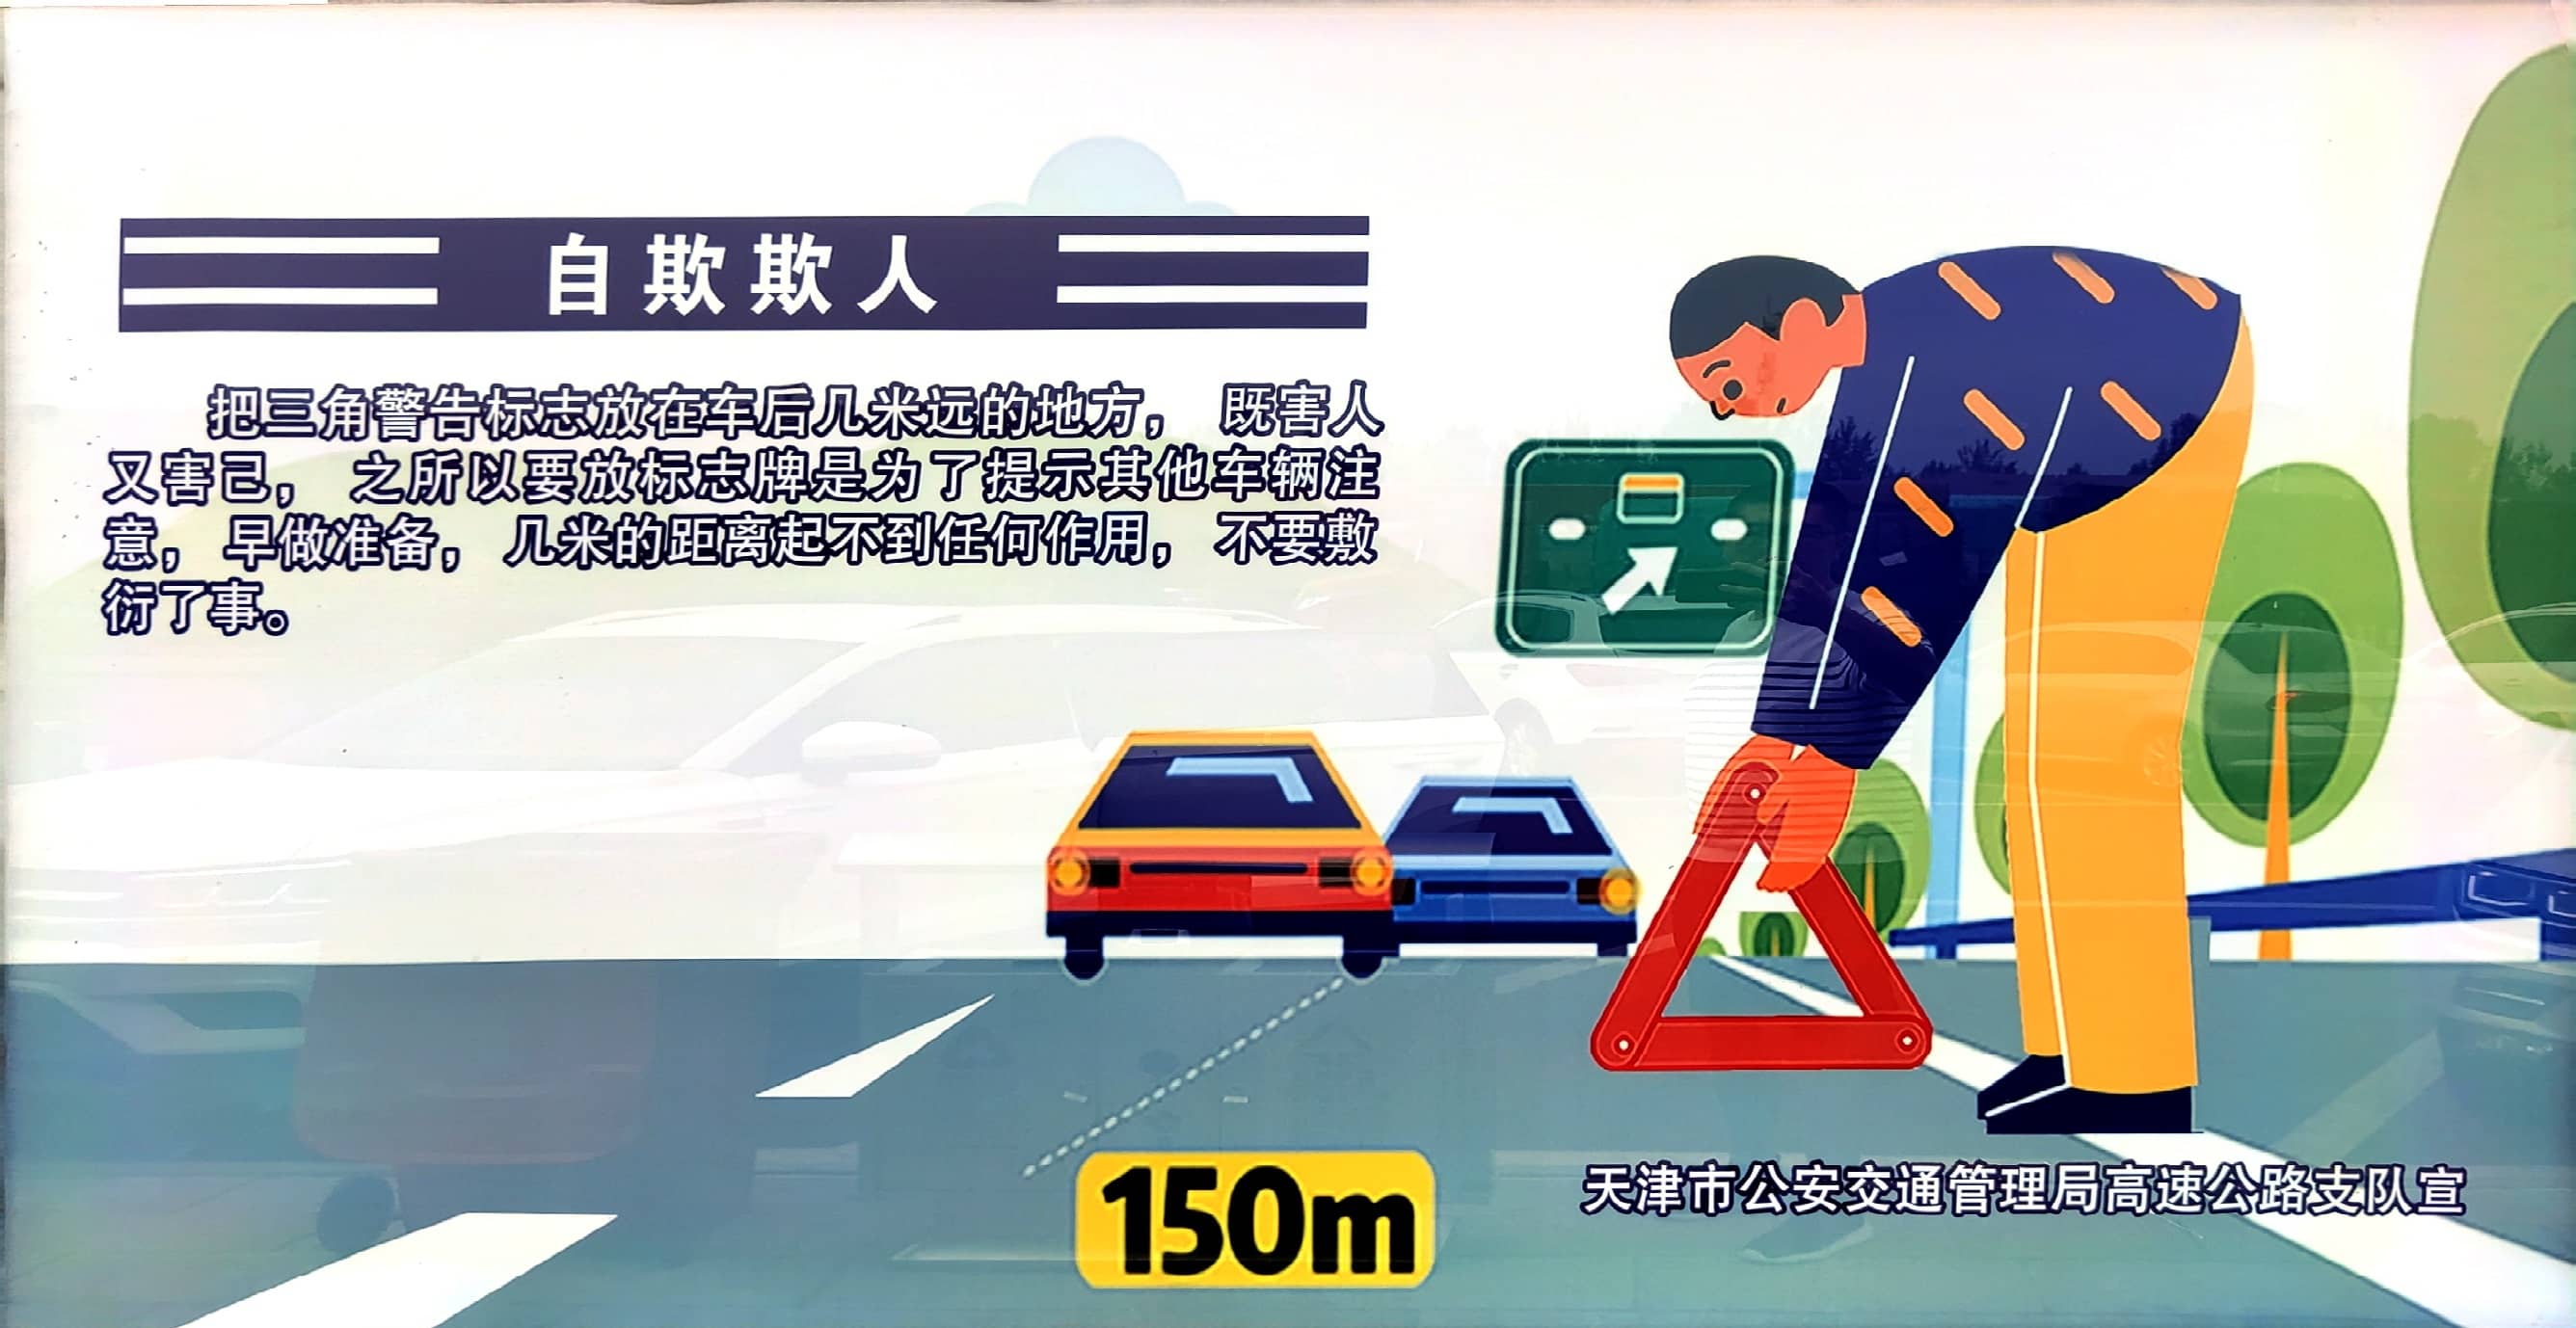 自欺欺人
把三角警告标志放在车后几米远的地方， 既害人
又害己， 之所以要放标志牌是为了提示其他车辆注
意， 早做准备， 几米的距离起不到任何作用， 不要敷
衍了事。
150m
天津市公安交通管理局高速公路支队宣